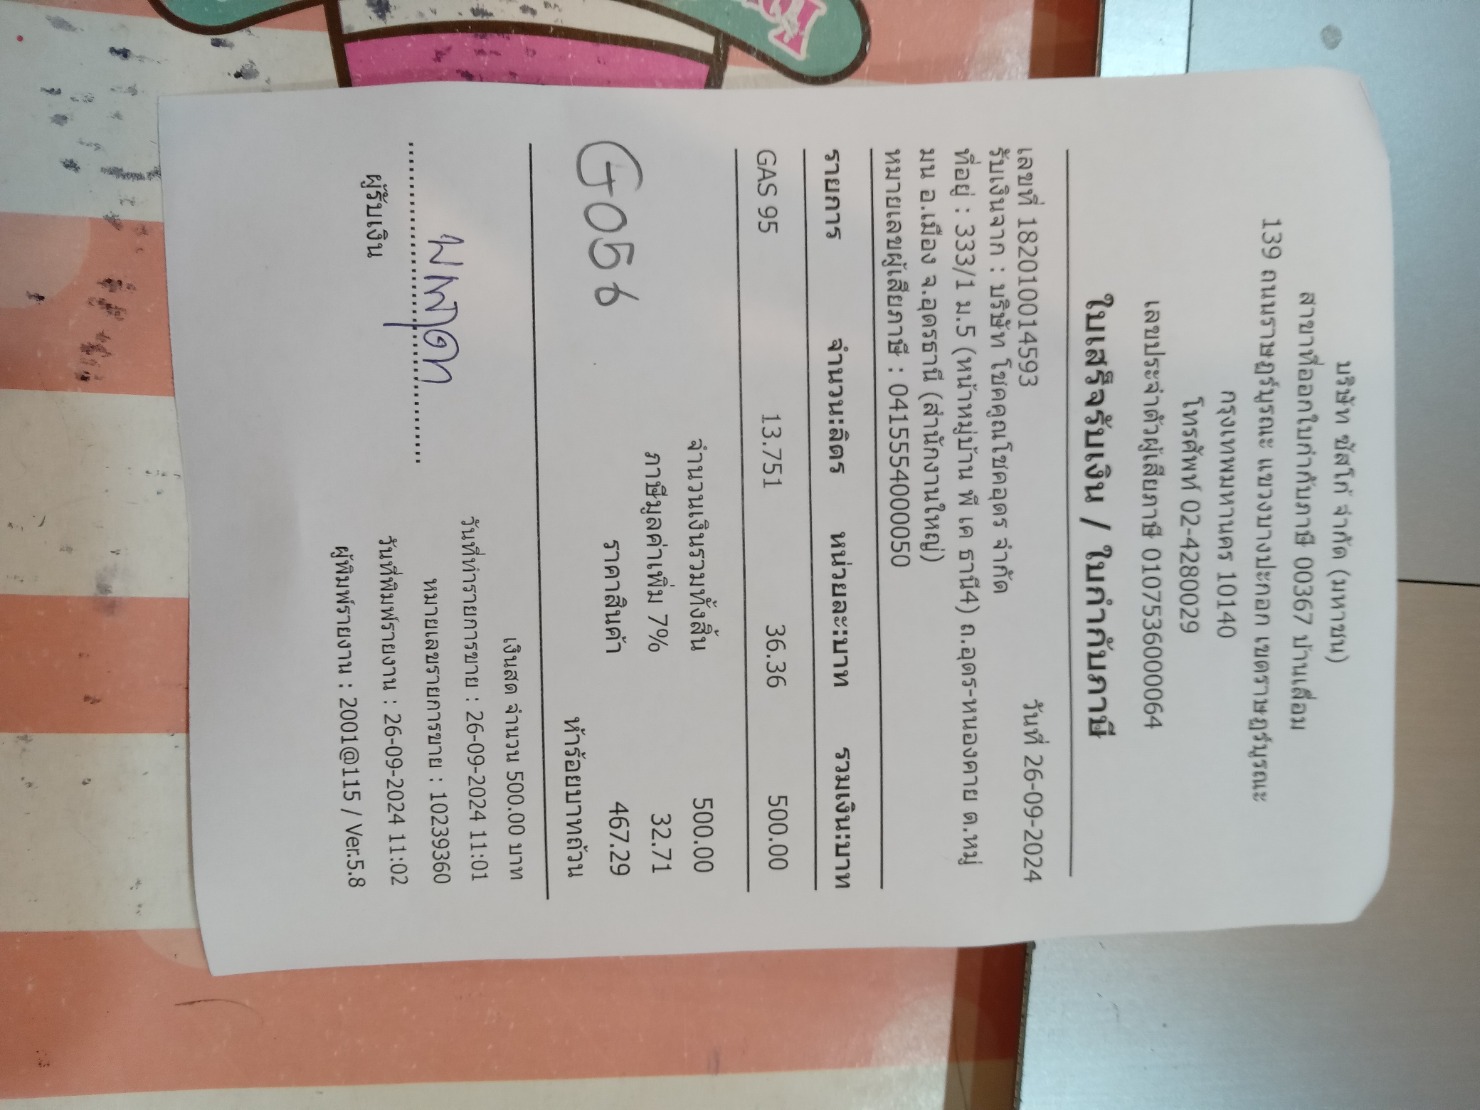 บริษัท ซัสโก้ จำกัด (มหาชน)
สาขาที่ออกใบกำกับภาษี 00367 บ้านเลื่อม
139 ถนนราษฎร์บูรณะ แขวงบางปะกอก เขตราษฎร์บูรณะ
กรุงเทพมหานคร 10140
โทรศัพท์ 02-4280029
เลขประจำตัวผู้เสียภาษี 0107536000064
ใบเสร็จรับเงิน / ใบกำกับภาษี
เลขที่ 18201001​4593 วันที่ 26-09-2024
รับเงินจาก : บริษัท โชคคูณโชคอุดร จำกัด
ที่อยู่ : 333/1 ม.5 (หน้าหมู่บ้าน พี เค ธานี4) ถ.อุดร-หนองคาย ต.หมู
มน อ.เมือง จ.อุดรธานี (สำนักงานใหญ่)
หมายเลขผู้เสียภาษี : 0415554000050
รายการ จำนวน:ลิตร หน่วยละ:บาท รวมเงิน:บาท
GAS 95 13.751 36.36 500.00
จำนวนเงินรวมทั้งสิ้น 500.00
ภาษีมูลค่าเพิ่ม 7% 32.71
ราคาสินค้า 467.29
G056 ห้าร้อยบาทถ้วน
เงินสด จำนวน 500.00 บาท
วันที่ทำรายการขาย : 26-09-2024 11:01
หมายเลขรายการขาย : 10239360
ผู้รับเงิน วันที่พิมพ์รายงาน : 26-09-2024 11:02
ผู้พิมพ์รายงาน : 2001@115 / Ver.5.8